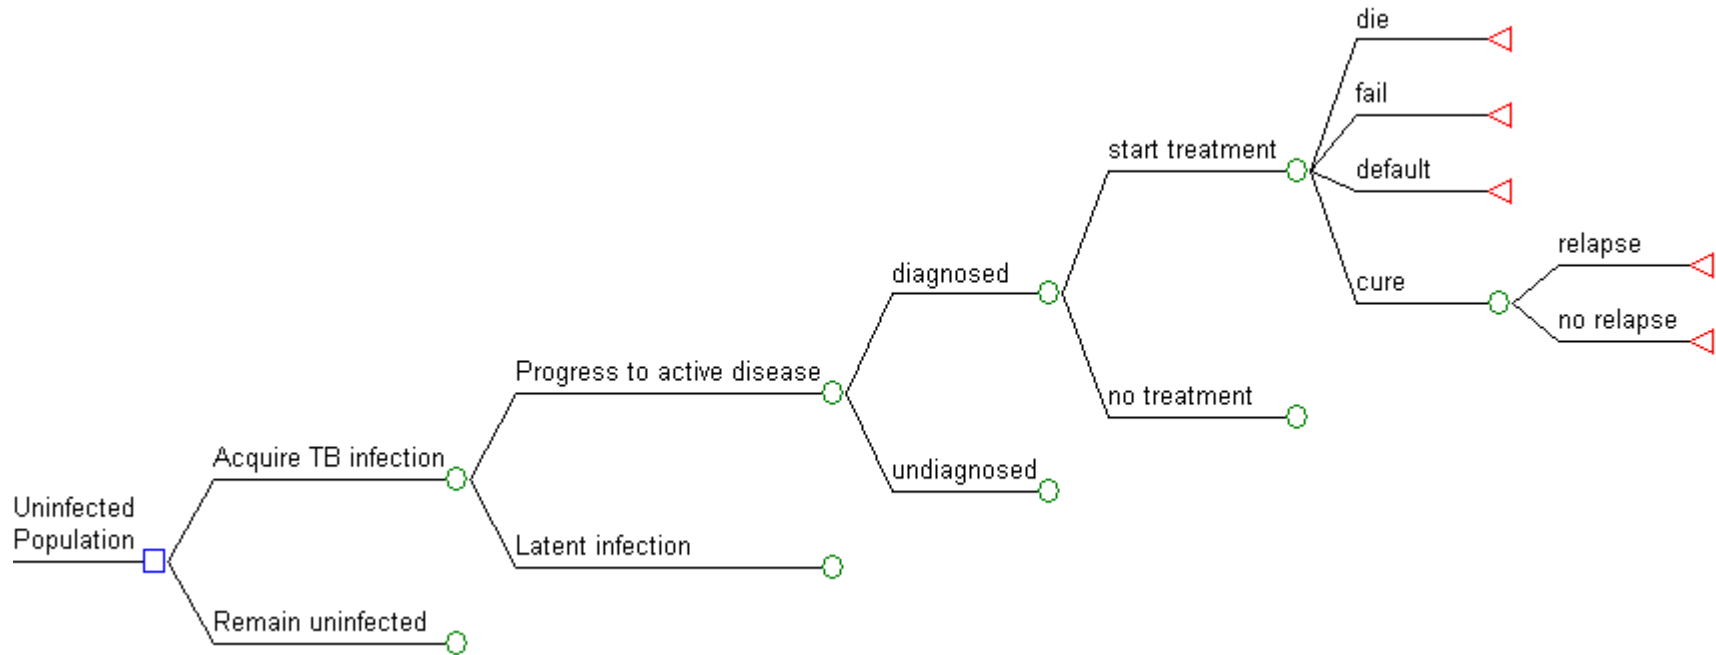 die
fail
start treatment
default
relapse
diagnosed
cure
no relapse
Progress to active disease
no treatment
Acquire TB infection
undiagnosed
Uninfected
Population
Latent infection
Remain uninfected